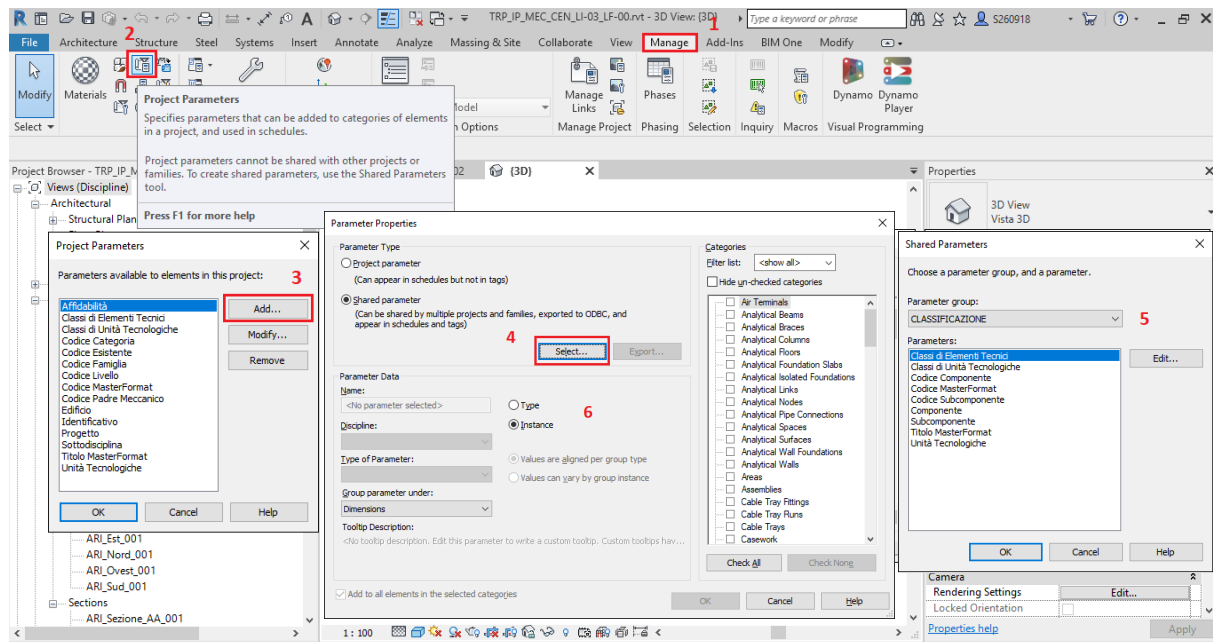 TRP_IP_MEC_CEN_LI-03_LF-00.rvt - 3D View: {3D}
Type a keyword or phrase
S260918
1
File Architecture Structure Steel Systems Insert Annotate Analyze Massing & Site Collaborate View Manage Add-Ins BIM One Modify
2
Modify
Materials
Manage Links
Phases
Dynamo
Dynamo Player
Select
Model
Options
Manage Project Phasing Selection Inquiry Macros Visual Programming
Project Parameters
Specifies parameters that can be added to categories of elements
in a project, and used in schedules.
Project parameters cannot be shared with other projects or
families. To create shared parameters, use the Shared Parameters
tool.
Press F1 for more help
Project Browser - TRP_IP_M
02
{3D}
Properties
Views (Discipline)
Architectural
Structural Plan
3D View
Vista 3D
Project Parameters
Parameters available to elements in this project:
3
Affidabilità
Classi di Elementi Tecnici
Classi di Unità Tecnologiche
Codice Categoria
Codice Esistente
Codice Famiglia
Codice Livello
Codice MasterFormat
Codice Padre Meccanico
Edificio
Identificativo
Progetto
Sottodisciplina
Titolo MasterFormat
Unità Tecnologiche
Add...
Modify...
Remove
OK
Cancel
Help
ARI_Est_001
ARI_Nord_001
ARI_Ovest_001
ARI_Sud_001
Sections
ARI_Sezione_AA_001
Parameter Properties
Parameter Type
Project parameter
(Can appear in schedules but not in tags)
Shared parameter
(Can be shared by multiple projects and families, exported to ODBC, and
appear in schedules and tags)
4
Select...
Export...
Parameter Data
Name:
<No parameter selected>
Discipline:
Type of Parameter:
Group parameter under:
Dimensions
Tooltip Description:
<No tooltip description. Edit this parameter to write a custom tooltip. Custom tooltips hav...
Type
6
Instance
Values are aligned per group type
Values can vary by group instance
Add to all elements in the selected categories
Categories
Filter list:
<show all>
Hide un-checked categories
Air Terminals
Analytical Beams
Analytical Braces
Analytical Columns
Analytical Floors
Analytical Foundation Slabs
Analytical Isolated Foundations
Analytical Links
Analytical Nodes
Analytical Pipe Connections
Analytical Spaces
Analytical Surfaces
Analytical Wall Foundations
Analytical Walls
Areas
Assemblies
Cable Tray Fittings
Cable Tray Runs
Cable Trays
Casework
Check All
Check None
OK
Cancel
Help
Shared Parameters
Choose a parameter group, and a parameter.
Parameter group:
CLASSIFICAZIONE
5
Parameters:
Classi di Elementi Tecnici
Classi di Unità Tecnologiche
Codice Componente
Codice MasterFormat
Codice Subcomponente
Componente
Subcomponente
Titolo MasterFormat
Unità Tecnologiche
Edit...
OK
Cancel
Help
Camera
Rendering Settings
Edit...
Locked Orientation
Properties help
Apply
1 : 100